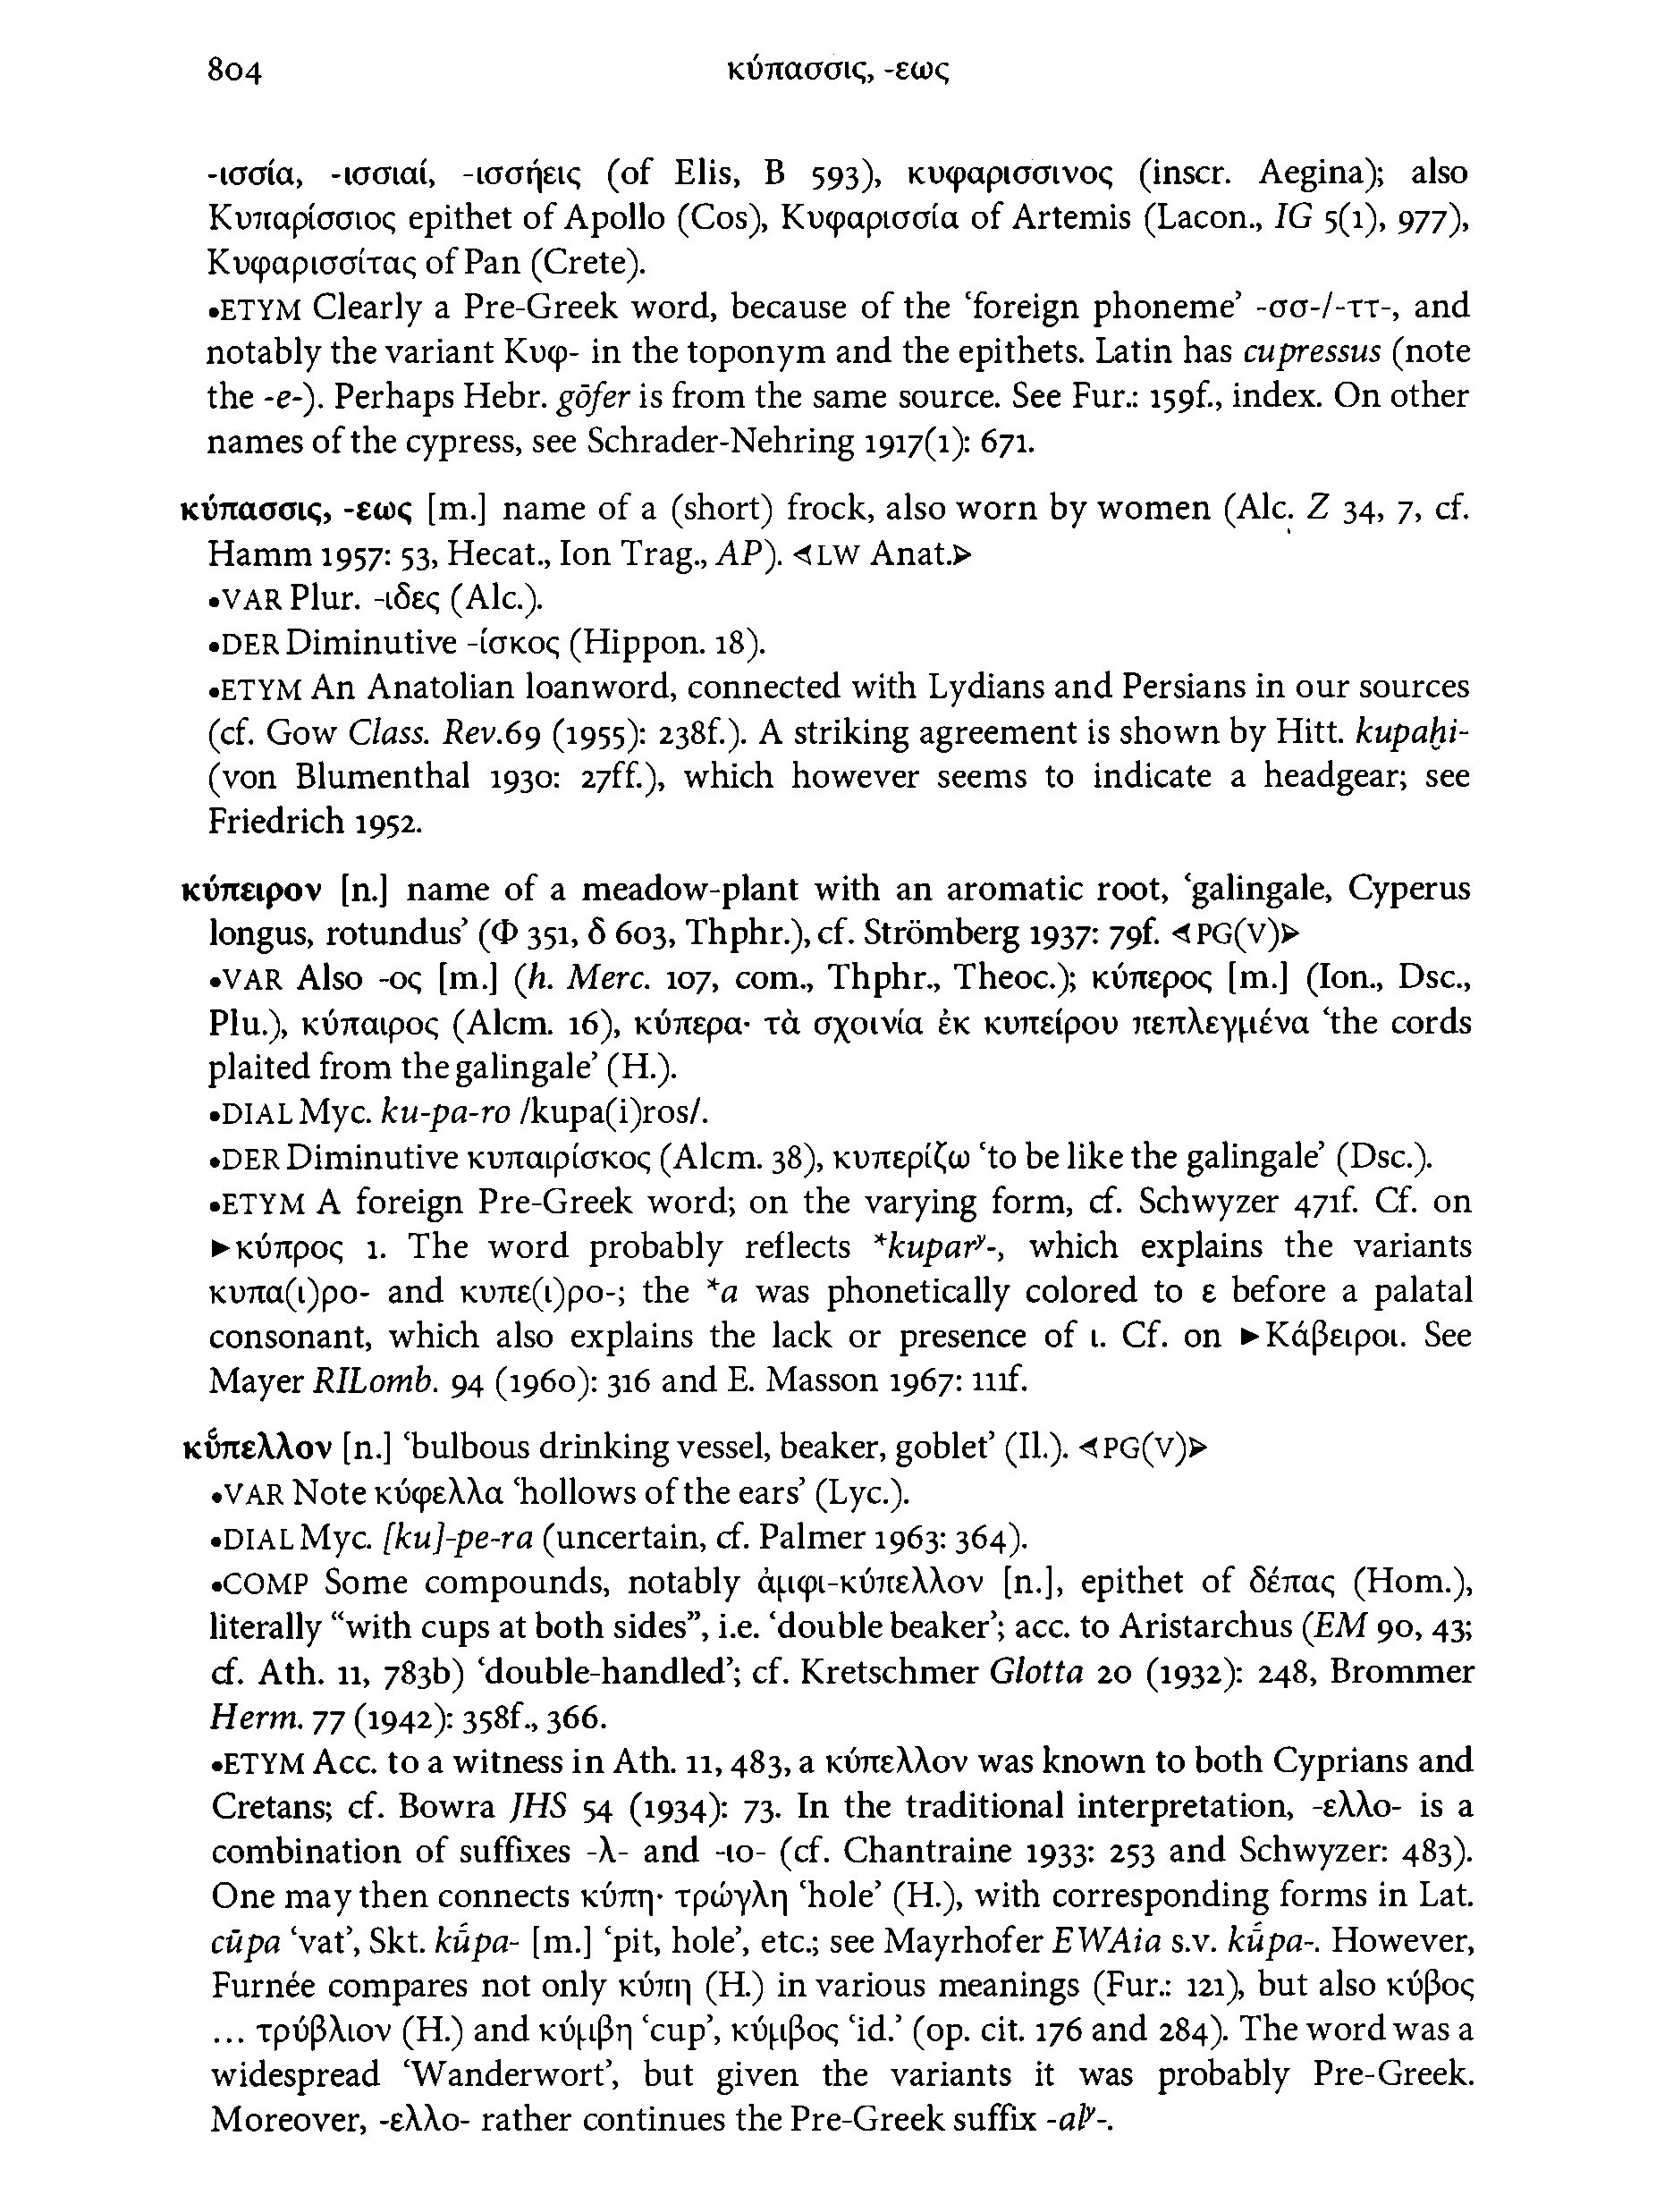 804
κύπασσις, -εως
-ισσία, -ισσιαί, -ισσήεις (of Elis, B 593), κυφαρισσινος (inscr. Aegina); also
Κυπαρίσσιος epithet of Apollo (Cos), Κυφαρισσία of Artemis (Lacon., IG 5(1), 977),
Κυφαρισσίτας of Pan (Crete).
•ETYM Clearly a Pre-Greek word, because of the ‘foreign phoneme’ -σσ-/-ττ-, and
notably the variant Κυφ- in the toponym and the epithets. Latin has cupressus (note
the -e-). Perhaps Hebr. gōfer is from the same source. See Fur.: 159f., index. On other
names of the cypress, see Schrader-Nehring 1917(1): 671.
κύπασσις, -εως [m.] name of a (short) frock, also worn by women (Alc. Z 34, 7, cf.
Hamm 1957: 53, Hecat., Ion Trag., AP). ⊲LW Anat.⊳
•VAR Plur. -ιδες (Alc.).
•DER Diminutive -ίσκος (Hippon. 18).
•ETYM An Anatolian loanword, connected with Lydians and Persians in our sources
(cf. Gow Class. Rev.69 (1955): 238f.). A striking agreement is shown by Hitt. kupaḫi-
(von Blumenthal 1930: 27ff.), which however seems to indicate a headgear; see
Friedrich 1952.
κύπειρον [n.] name of a meadow-plant with an aromatic root, ‘galingale, Cyperus
longus, rotundus’ (Φ 351, δ 603, Thphr.), cf. Strömberg 1937: 79f. ⊲PG(V)⊳
•VAR Also -ος [m.] (h. Merc. 107, com., Thphr., Theoc.); κύπερος [m.] (Ion., Dsc.,
Plu.), κύπαιρος (Alcm. 16), κύπερα· τὰ σχοινία ἐκ κυπείρου πεπλεγμένα ‘the cords
plaited from the galingale’ (H.).
•DIAL Myc. ku-pa-ro /kupa(i)ros/.
•DER Diminutive κυπαιρίσκος (Alcm. 38), κυπερίζω ‘to be like the galingale’ (Dsc.).
•ETYM A foreign Pre-Greek word; on the varying form, cf. Schwyzer 471f. Cf. on
►κύπρος 1. The word probably reflects *kuparʸ-, which explains the variants
κυπα(ι)ρο- and κυπε(ι)ρο-; the *a was phonetically colored to ε before a palatal
consonant, which also explains the lack or presence of ι. Cf. on ►Κάβειροι. See
Mayer RILomb. 94 (1960): 316 and E. Masson 1967: 111f.
κύ̆πελλον [n.] ‘bulbous drinking vessel, beaker, goblet’ (Il.). ⊲PG(V)⊳
•VAR Note κύφελλα ‘hollows of the ears’ (Lyc.).
•DIAL Myc. [ku]-pe-ra (uncertain, cf. Palmer 1963: 364).
•COMP Some compounds, notably ἀμφι-κύπελλον [n.], epithet of δέπας (Hom.),
literally “with cups at both sides”, i.e. ‘double beaker’; acc. to Aristarchus (EM 90, 43;
cf. Ath. 11, 783b) ‘double-handled’; cf. Kretschmer Glotta 20 (1932): 248, Brommer
Herm. 77 (1942): 358f., 366.
•ETYM Acc. to a witness in Ath. 11, 483, a κύπελλον was known to both Cyprians and
Cretans; cf. Bowra JHS 54 (1934): 73. In the traditional interpretation, -ελλο- is a
combination of suffixes -λ- and -ιο- (cf. Chantraine 1933: 253 and Schwyzer: 483).
One may then connects κύπη· τρώγλη ‘hole’ (H.), with corresponding forms in Lat.
cūpa ‘vat’, Skt. kū́pa- [m.] ‘pit, hole’, etc.; see Mayrhofer EWAia s.v. kū́pa-. However,
Furnée compares not only κύπη (H.) in various meanings (Fur.: 121), but also κύβος
... τρύβλιον (H.) and κύμβη ‘cup’, κύμβος ‘id.’ (op. cit. 176 and 284). The word was a
widespread ‘Wanderwort’, but given the variants it was probably Pre-Greek.
Moreover, -ελλο- rather continues the Pre-Greek suffix -alʸ-.